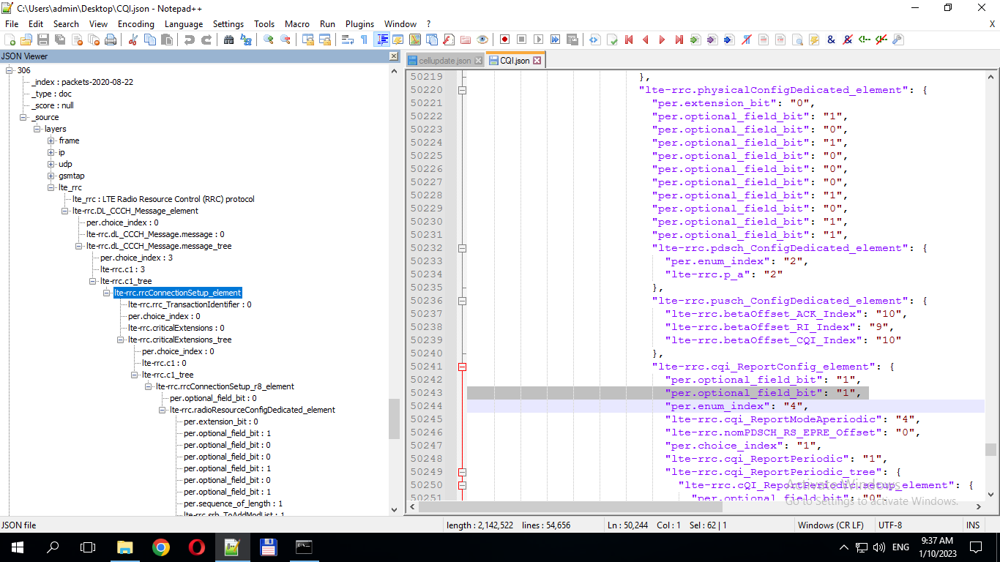 C:\Users\admin\Desktop\CQI.json - Notepad++
File Edit Search View Encoding Language Settings Tools Macro Run Plugins Window ? X
JSON Viewer
306
_index : packets-2020-08-22
_type : doc
_score : null
_source
layers
frame
ip
udp
gsmtap
lte_rrc
lte_rrc : LTE Radio Resource Control (RRC) protocol
lte-rrc.DL_CCCH_Message_element
per.choice_index : 0
lte-rrc.dL_CCCH_Message.message : 0
lte-rrc.dL_CCCH_Message.message_tree
per.choice_index : 3
lte-rrc.c1 : 3
lte-rrc.c1_tree
lte-rrc.rrcConnectionSetup_element
lte-rrc.rrc_TransactionIdentifier : 0
per.choice_index : 0
lte-rrc.criticalExtensions : 0
lte-rrc.criticalExtensions_tree
per.choice_index : 0
lte-rrc.c1 : 0
lte-rrc.c1_tree
lte-rrc.rrcConnectionSetup_r8_element
per.optional_field_bit : 0
lte-rrc.radioResourceConfigDedicated_element
per.extension_bit : 0
per.optional_field_bit : 1
per.optional_field_bit : 0
per.optional_field_bit : 0
per.optional_field_bit : 1
per.optional_field_bit : 0
per.optional_field_bit : 1
per.sequence_of_length : 1
lte-rrc.srb_ToAddModList : 1
cellupdate.json CQI.json
50219 },
50220 "lte-rrc.physicalConfigDedicated_element": {
50221 "per.extension_bit": "0",
50222 "per.optional_field_bit": "1",
50223 "per.optional_field_bit": "0",
50224 "per.optional_field_bit": "1",
50225 "per.optional_field_bit": "0",
50226 "per.optional_field_bit": "0",
50227 "per.optional_field_bit": "0",
50228 "per.optional_field_bit": "1",
50229 "per.optional_field_bit": "0",
50230 "per.optional_field_bit": "1",
50231 "per.optional_field_bit": "1",
50232 "lte-rrc.pdsch_ConfigDedicated_element": {
50233 "per.enum_index": "2",
50234 "lte-rrc.p_a": "2"
50235 },
50236 "lte-rrc.pusch_ConfigDedicated_element": {
50237 "lte-rrc.betaOffset_ACK_Index": "10",
50238 "lte-rrc.betaOffset_RI_Index": "9",
50239 "lte-rrc.betaOffset_CQI_Index": "10"
50240 },
50241 "lte-rrc.cqi_ReportConfig_element": {
50242 "per.optional_field_bit": "1",
50243 "per.optional_field_bit": "1",
50244 "per.enum_index": "4",
50245 "lte-rrc.cqi_ReportModeAperiodic": "4",
50246 "lte-rrc.nomPDSCH_RS_EPRE_Offset": "0",
50247 "per.choice_index": "1",
50248 "lte-rrc.cqi_ReportPeriodic": "1",
50249 "lte-rrc.cqi_ReportPeriodic_tree": {
50250 "lte-rrc.cQI_ReportPeriodic.setup_element": {
50251 "per.optional_field_bit": "0",
Activate Windows
Go to Settings to activate Windows.
JSON file length : 2,142,522 lines : 54,656 Ln : 50,244 Col : 1 Sel : 62 | 1 Windows (CR LF) UTF-8 INS
ENG
9:37 AM
1/10/2023